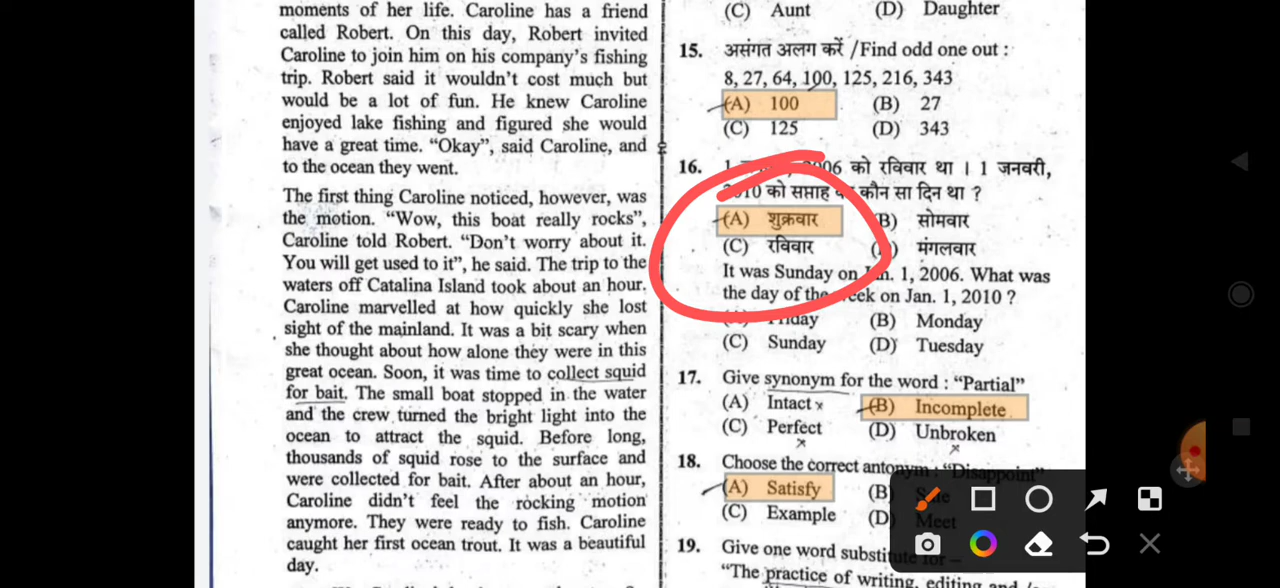 moments of her life. Caroline has a friend
called Robert. On this day, Robert invited
Caroline to join him on his company's fishing
trip. Robert said it wouldn't cost much but
would be a lot of fun. He knew Caroline
enjoyed lake fishing and figured she would
have a great time. "Okay", said Caroline, and
to the ocean they went.
The first thing Caroline noticed, however, was
the motion. "Wow, this boat really rocks",
Caroline told Robert. "Don't worry about it.
You will get used to it", he said. The trip to the
waters off Catalina Island took about an hour.
Caroline marvelled at how quickly she lost
sight of the mainland. It was a bit scary when
she thought about how alone they were in this
great ocean. Soon, it was time to collect squid
for bait. The small boat stopped in the water
and the crew turned the bright light into the
ocean to attract the squid. Before long,
thousands of squid rose to the surface and
were collected for bait. After about an hour,
Caroline didn't feel the rocking motion
anymore. They were ready to fish. Caroline
caught her first ocean trout. It was a beautiful
day.
(C) Aunt (D) Daughter
15. असंगत अलग करें /Find odd one out :
8, 27, 64, 100, 125, 216, 343
(A) 100 (B) 27
(C) 125 (D) 343
16. 1 2006 को रविवार था । 1 जनवरी,
2010 को सप्ताह का कौन सा दिन था ?
(A) शुक्रवार (B) सोमवार
(C) रविवार (D) मंगलवार
It was Sunday on Jan. 1, 2006. What was
the day of the week on Jan. 1, 2010 ?
(A) Friday (B) Monday
(C) Sunday (D) Tuesday
17. Give synonym for the word : "Partial"
(A) Intact (B) Incomplete
(C) Perfect (D) Unbroken
18. Choose the correct antonym : "Disappoint"
(A) Satisfy (B)
(C) Example (D) Meet
19. Give one word substitute for –
"The practice of writing, editing and